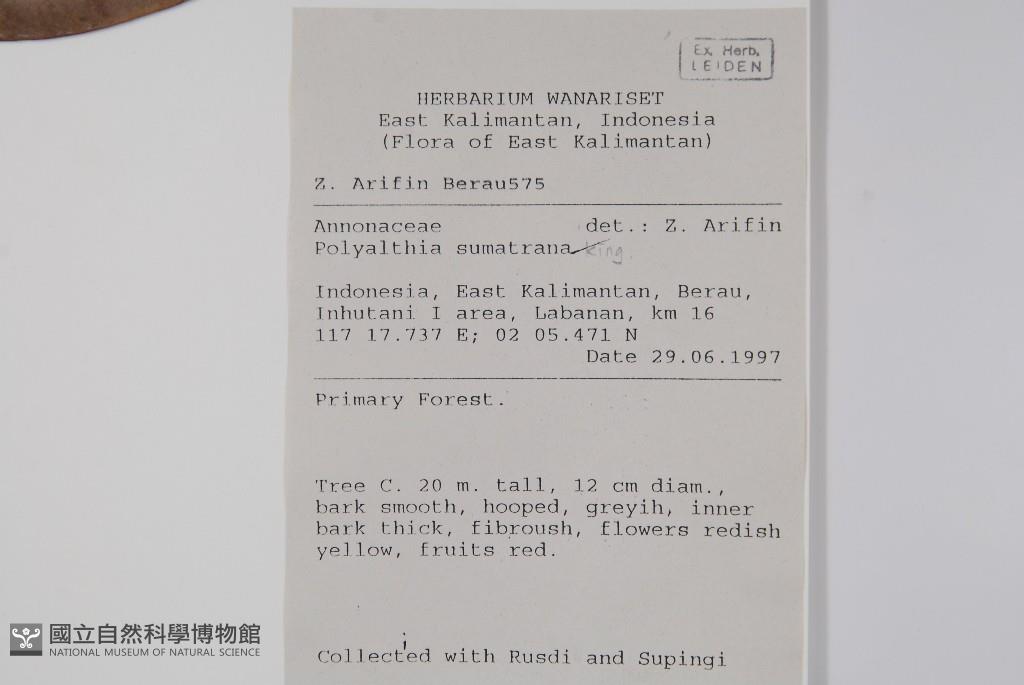 Ex. Herb.
LEIDEN
HERBARIUM WANARISET
East Kalimantan, Indonesia
(Flora of East Kalimantan)
Z. Arifin Berau575
Annonaceae det.: Z. Arifin
Polyalthia sumatrana King.
Indonesia, East Kalimantan, Berau,
Inhutani I area, Labanan, km 16
117 17.737 E; 02 05.471 N
Date 29.06.1997
Primary Forest.
Tree C. 20 m. tall, 12 cm diam.,
bark smooth, hooped, greyih, inner
bark thick, fibroush, flowers redish
yellow, fruits red.
Collected with Rusdi and Supingi
國立自然科學博物館
NATIONAL MUSEUM OF NATURAL SCIENCE